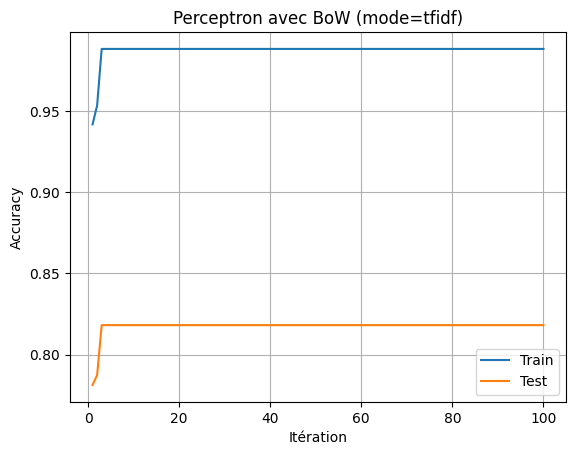 Perceptron avec BoW (mode=tfidf)
Accuracy
0.95
0.90
0.85
0.80
Train
Test
0
20
40
60
80
100
Itération